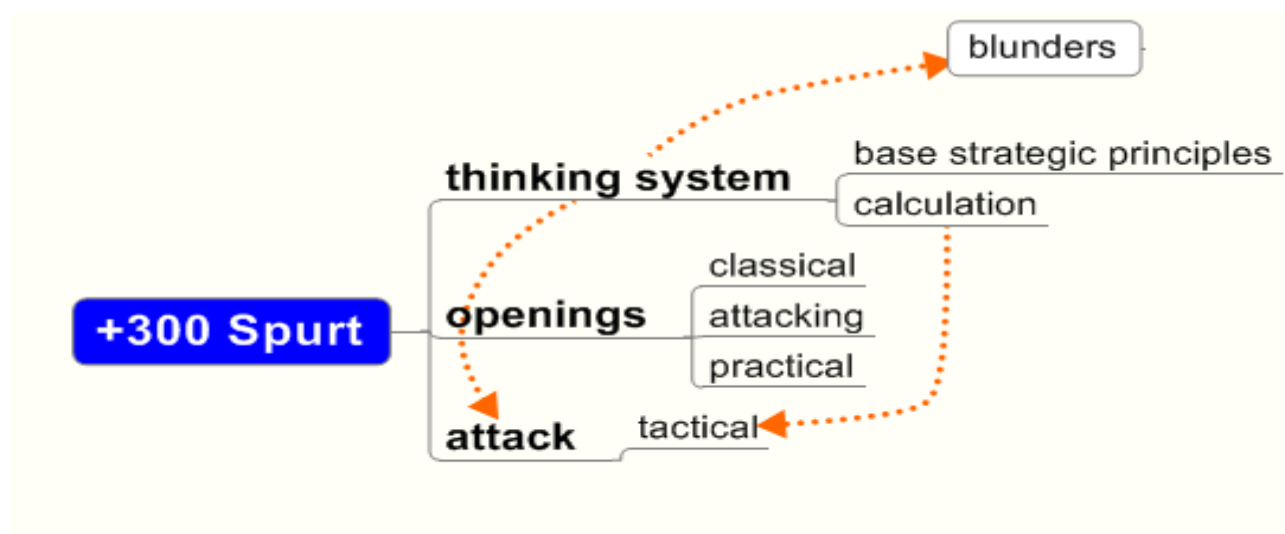 blunders
base strategic principles
thinking system
calculation
classical
openings
attacking
+300 Spurt
practical
attack
tactical